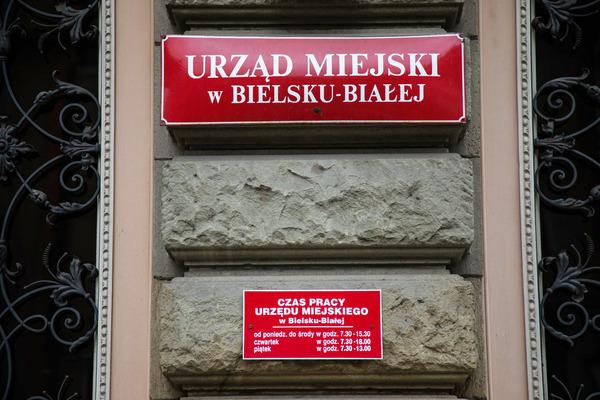 URZĄD MIEJSKI
w BIELSKU-BIAŁEJ
CZAS PRACY
URZĘDU MIEJSKIEGO
w Bielsku-Białej
od poniedz. do środy w godz. 7.30 -15.30
czwartek w godz. 7.30 -18.00
piątek w godz. 7.30 -13.00